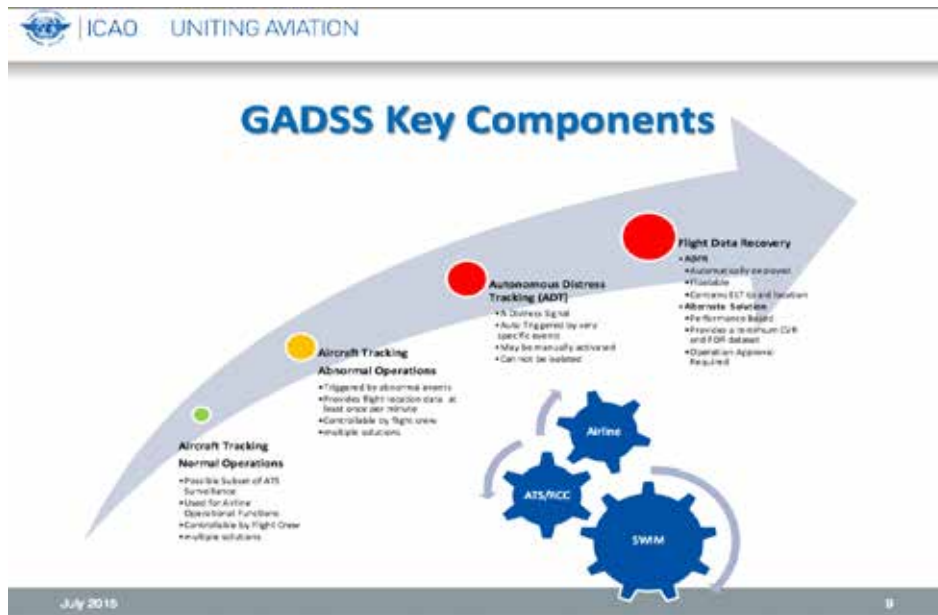 ICAO UNITING AVIATION
GADSS Key Components
Flight Data Recovery
• ADFR
•Automatically deployed
•Floatable
•Contains ELT to aid location
•Alternate Solution
•Performance Based
•Provides a minimum CVR
and FDR dataset
•Operation Approval
Required
Autonomous Distress
Tracking (ADT)
•A Distress Signal
•Auto Triggered by very
specific events
•May be manually activated
•Can not be isolated
Aircraft Tracking
Abnormal Operations
•Triggered by abnormal events
•Provides flight location data at
least once per minute
•Controllable by flight crew
•multiple solutions
Aircraft Tracking
Normal Operations
•Possible Subset of ATS
Surveillance
•Used for Airline
Operational Functions
•Controllable by Flight Crew
•multiple solutions
Airline
ATS/RCC
SWIM
July 2015
9